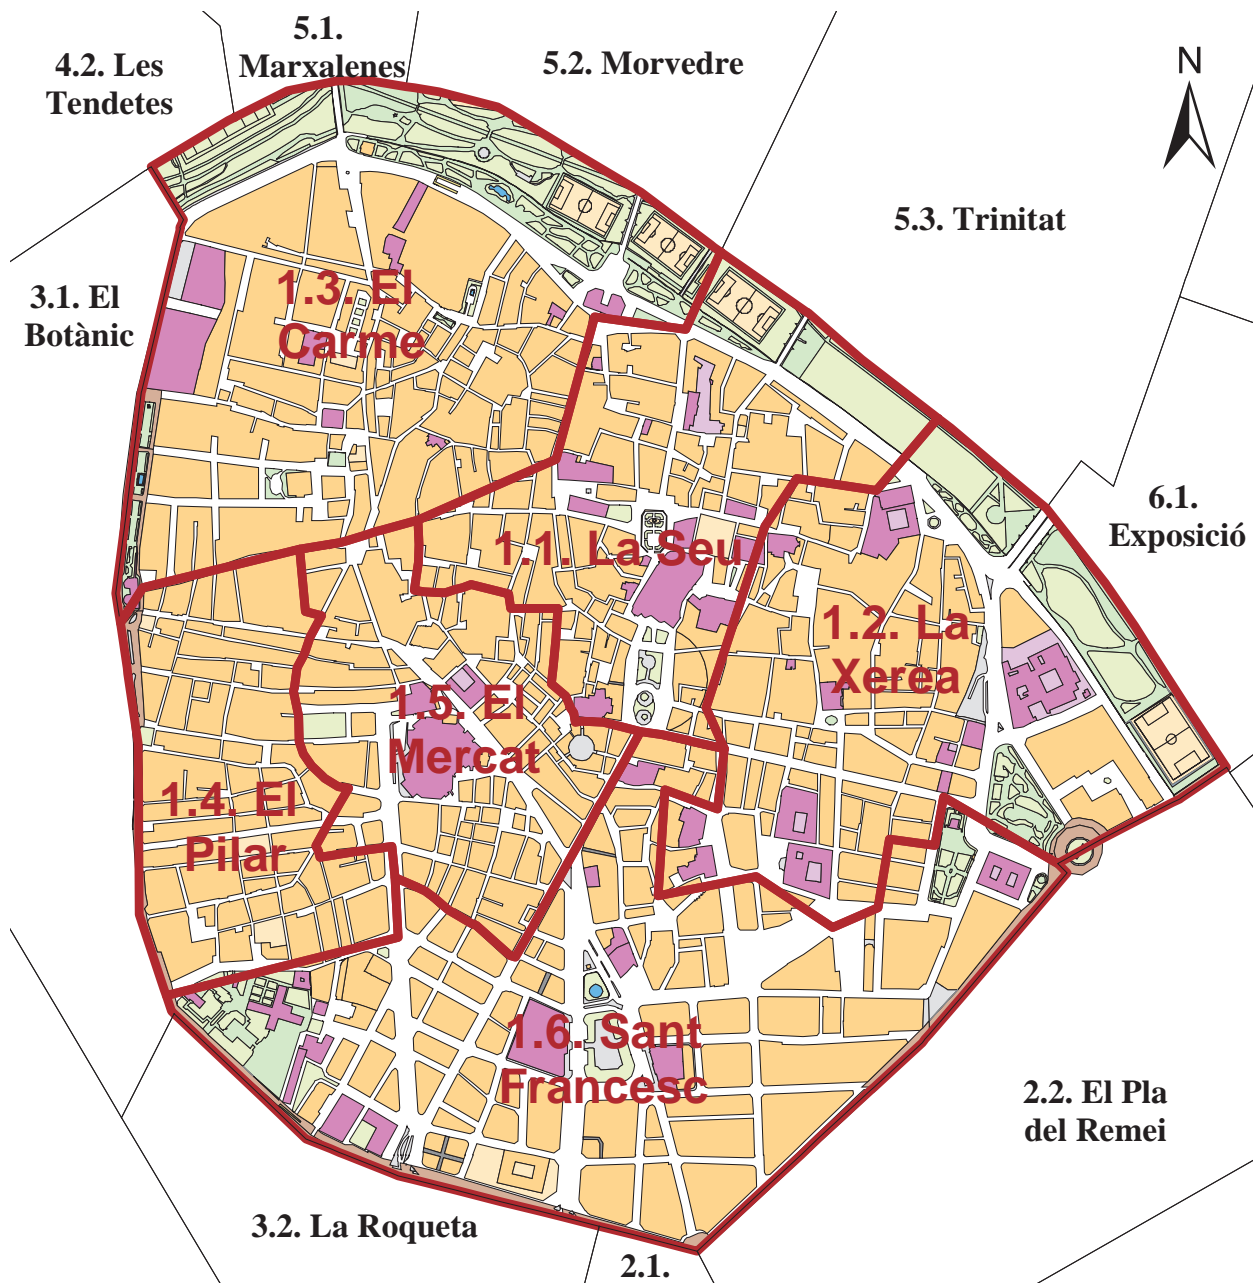 5.1.
Marxalenes
4.2. Les
Tendetes
5.2. Morvedre
N
5.3. Trinitat
3.1. El
Botànic
1.3. El
Carme
6.1.
Exposició
1.1. La Seu
1.2. La
Xerea
1.5. El
Mercat
1.4. El
Pilar
1.6. Sant
Francesc
2.2. El Pla
del Remei
3.2. La Roqueta
2.1.